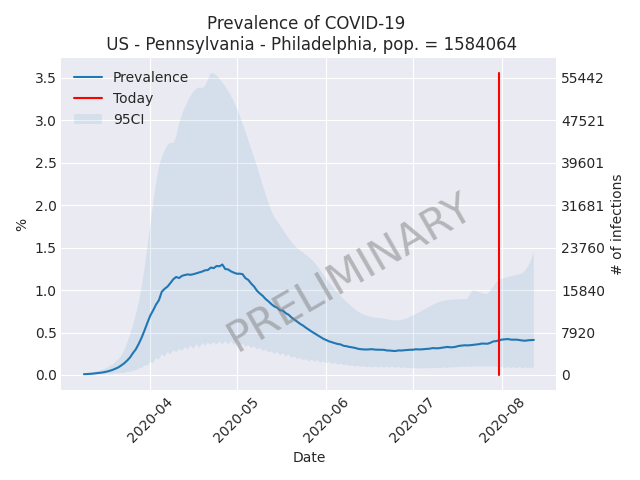 Prevalence of COVID-19
US - Pennsylvania - Philadelphia, pop. = 1584064
Prevalence
Today
95CI
3.5
3.0
2.5
2.0
1.5
1.0
0.5
0.0
%
55442
47521
39601
31681
23760
15840
7920
0
# of infections
PRELIMINARY
2020-04
2020-05
2020-06
2020-07
2020-08
Date